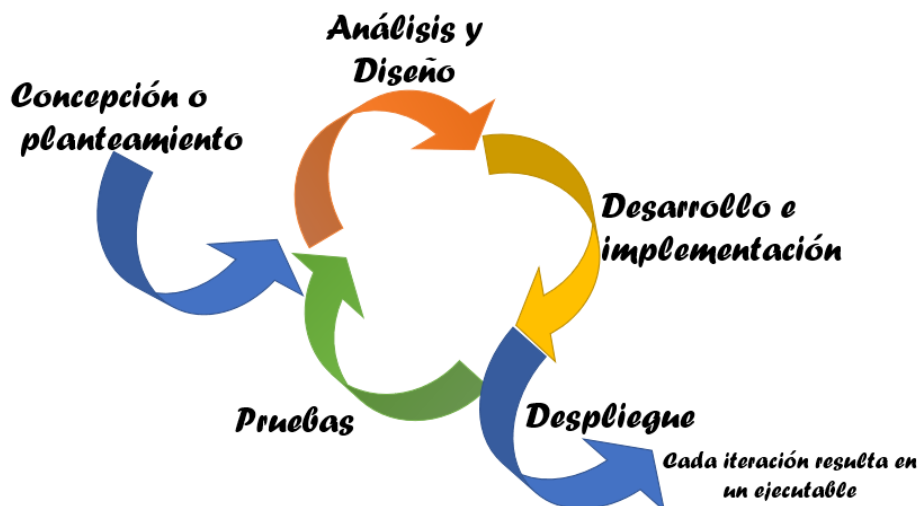 Análisis y
Diseño
Concepción o
planteamiento
Desarrollo e
implementación
Pruebas
Despliegue
Cada iteración resulta en
un ejecutable